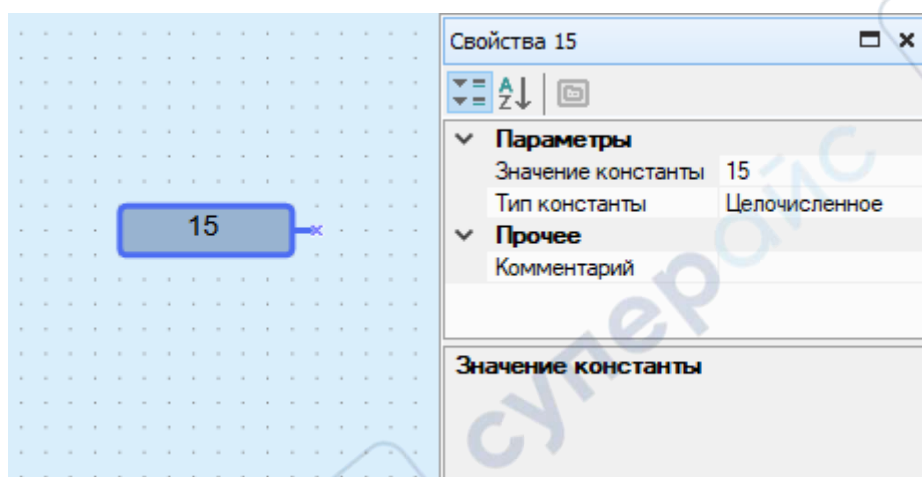 15
Свойства 15
Параметры
Значение константы 15
Тип константы Целочисленное
Прочее
Комментарий
Значение константы
суперайс